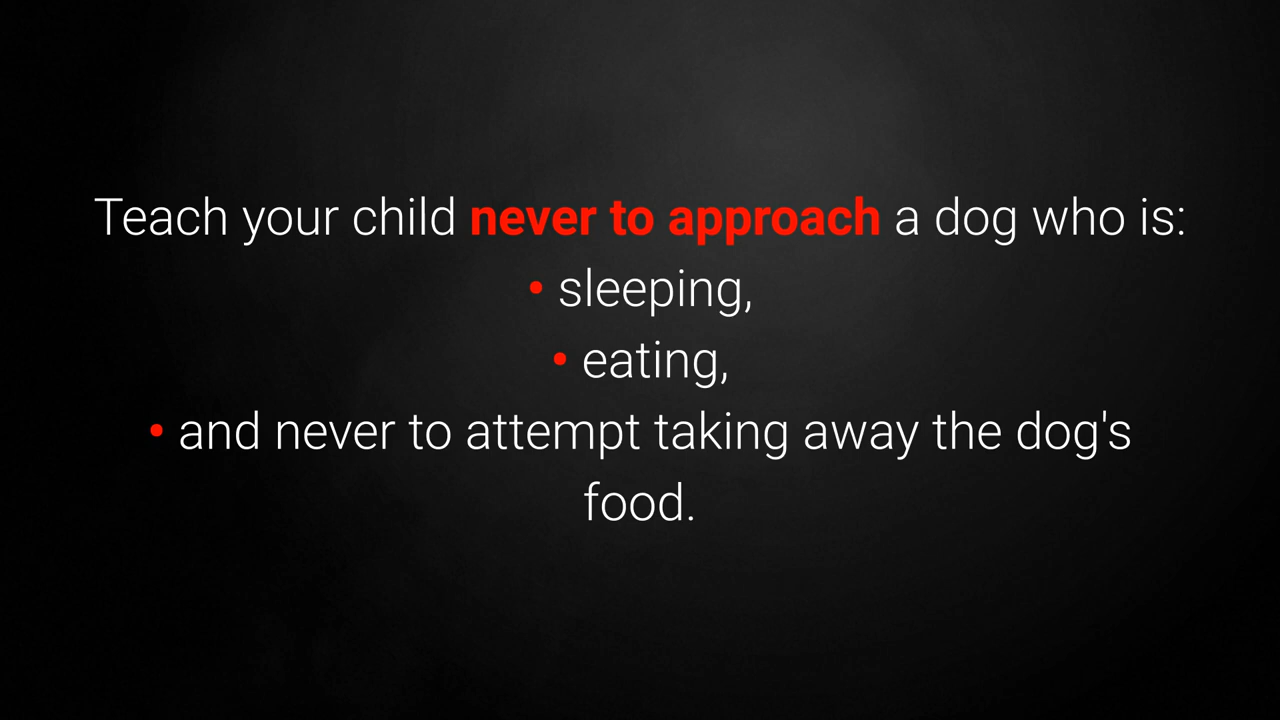 Teach your child never to approach a dog who is:
• sleeping,
• eating,
• and never to attempt taking away the dog's
food.